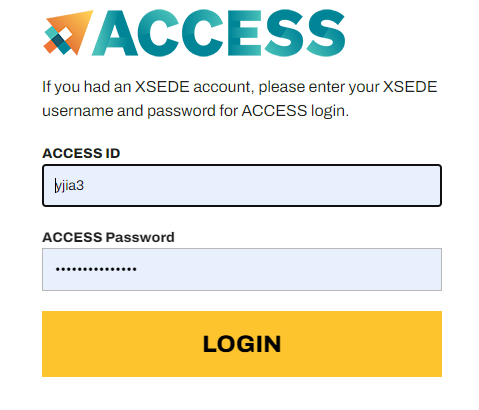 ACCESS
If you had an XSEDE account, please enter your XSEDE
username and password for ACCESS login.
ACCESS ID
yjia3
ACCESS Password
•••••••••••••••
LOGIN